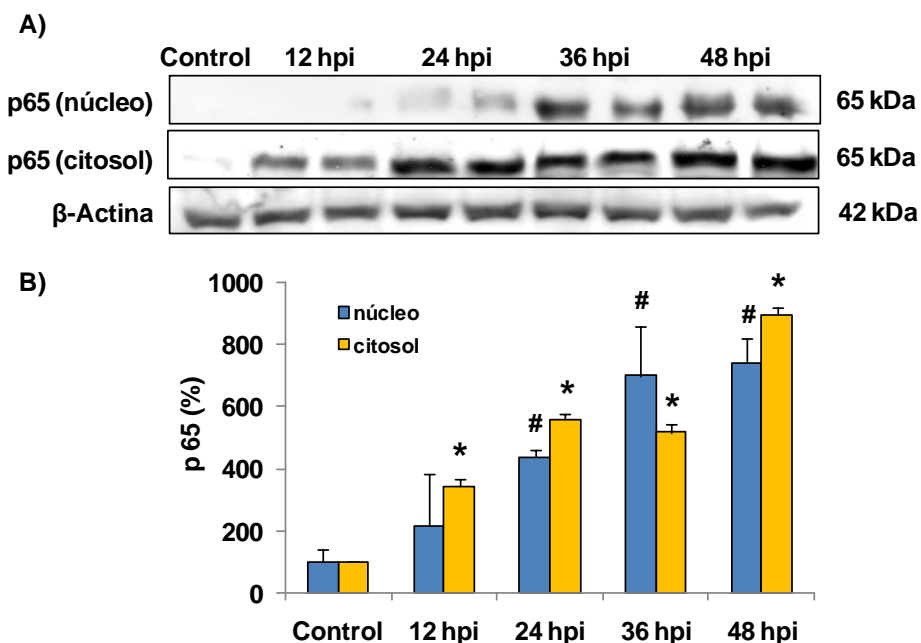 A)
Control 12 hpi 24 hpi 36 hpi 48 hpi
p65 (núcleo) 65 kDa
p65 (citosol) 65 kDa
β-Actina 42 kDa
B)
1000
800
600
400
200
0
p 65 (%)
núcleo
citosol
*
#
*
#
*
#
*
Control 12 hpi 24 hpi 36 hpi 48 hpi